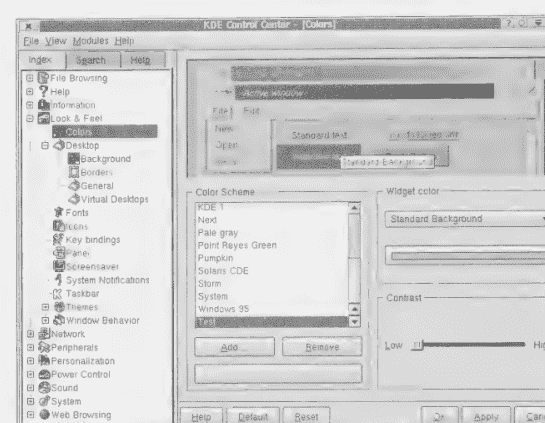 KDE Control Center - [Colors]
File View Modules Help
Index Search Help
File Browsing
Help
Information
Look & Feel
Colors
Desktop
Background
Borders
General
Virtual Desktops
Fonts
Icons
Key bindings
Panel
Screensaver
System Notifications
Taskbar
Themes
Window Behavior
Network
Peripherals
Personalization
Power Control
Sound
System
Web Browsing
Active window
File Edit
New
Open
Standard text
Standard Background
Color Scheme
KDE 1
Next
Pale gray
Point Reyes Green
Pumpkin
Solaris CDE
Storm
System
Windows 95
Test
Add
Remove
Widget color
Standard Background
Contrast
Low
Help Default Reset
Apply